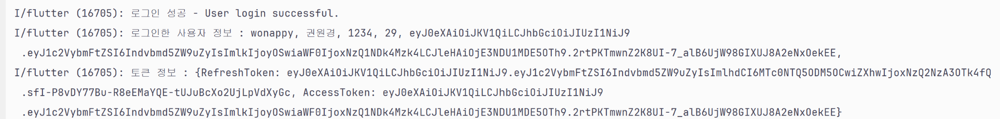 I/flutter (16705): 로그인 성공 - User login successful.
I/flutter (16705): 로그인한 사용자 정보 : wonappy, 권원경, 1234, 29, eyJ0eXAiOiJKV1QiLCJhbGciOiJIUzI1NiJ9
.eyJ1c2VybmFtZSI6Indvbmd5ZW9uZyIsImlkIjoyOSwiaWF0IjoxNzQ1NDk4Mzk4LCJleHAiOjE3NDU1MDE5OTh9.2rtPKTmwnZ2K8UI-7_alB6UjW98GIXUJ8A2eNxOekEE,
I/flutter (16705): 토큰 정보 : {RefreshToken: eyJ0eXAiOiJKV1QiLCJhbGciOiJIUzI1NiJ9.eyJ1c2VybmFtZSI6Indvbmd5ZW9uZyIsImlhdCI6MTc0NTQ5ODM5OCwiZXhwIjoxNzQ2NzA3OTk4fQ
.sfI-P8vDY77Bu-R8eEMaYQE-tUJuBcXo2UjLpVdXyGc, AccessToken: eyJ0eXAiOiJKV1QiLCJhbGciOiJIUzI1NiJ9
.eyJ1c2VybmFtZSI6Indvbmd5ZW9uZyIsImlkIjoyOSwiaWF0IjoxNzQ1NDk4Mzk4LCJleHAiOjE3NDU1MDE5OTh9.2rtPKTmwnZ2K8UI-7_alB6UjW98GIXUJ8A2eNxOekEE}